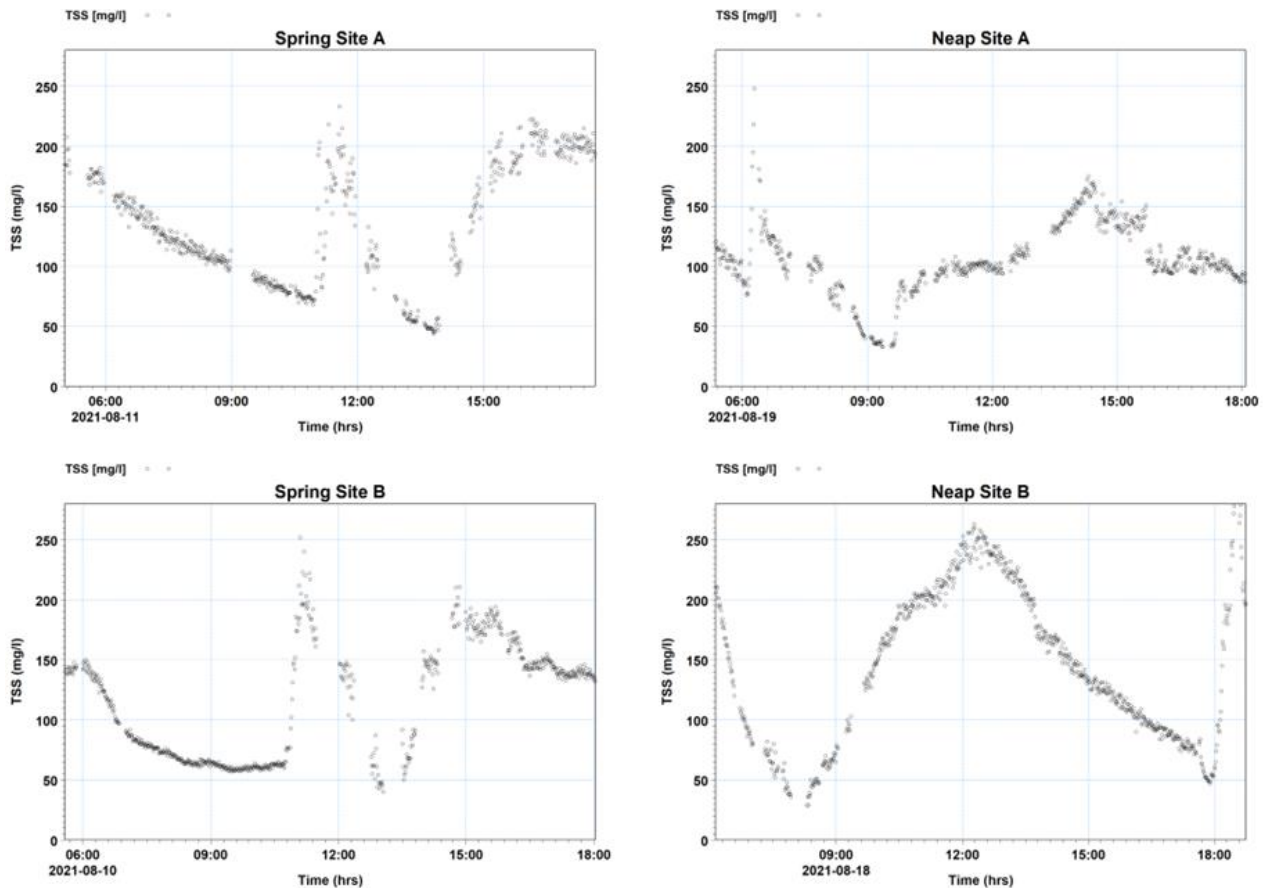 TSS [mg/l]
Spring Site A
TSS (mg/l)
250
200
150
100
50
0
06:00 09:00 12:00 15:00
2021-08-11
Time (hrs)
TSS [mg/l]
Neap Site A
TSS (mg/l)
250
200
150
100
50
0
06:00 09:00 12:00 15:00 18:00
2021-08-19
Time (hrs)
TSS [mg/l]
Spring Site B
TSS (mg/l)
250
200
150
100
50
0
06:00 09:00 12:00 15:00 18:00
2021-08-10
Time (hrs)
TSS [mg/l]
Neap Site B
TSS (mg/l)
250
200
150
100
50
0
09:00 12:00 15:00 18:00
2021-08-18
Time (hrs)